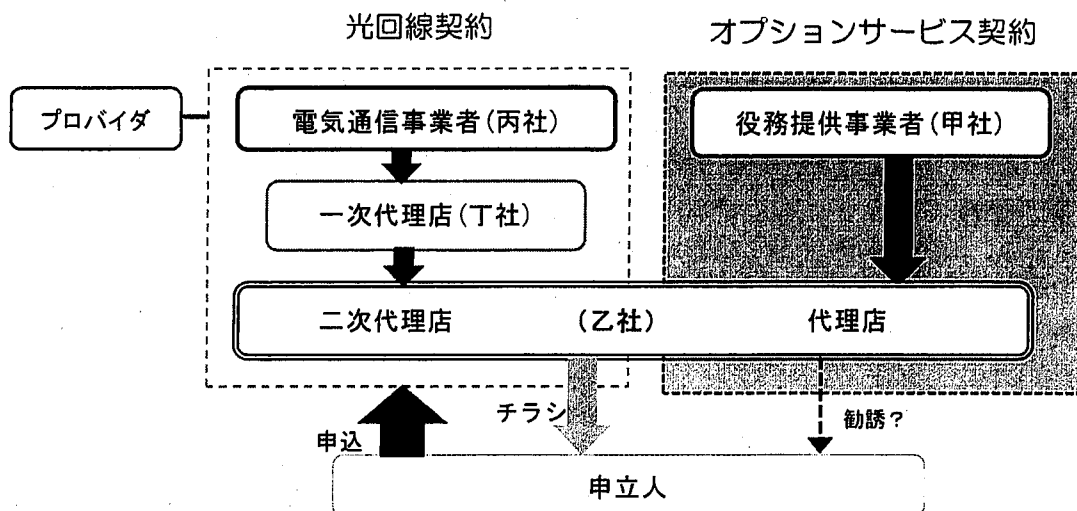 光回線契約
オプションサービス契約
プロバイダ
電気通信事業者(丙社)
役務提供事業者(甲社)
一次代理店(丁社)
二次代理店 (乙社) 代理店
チラシ
勧誘?
申込
申立人